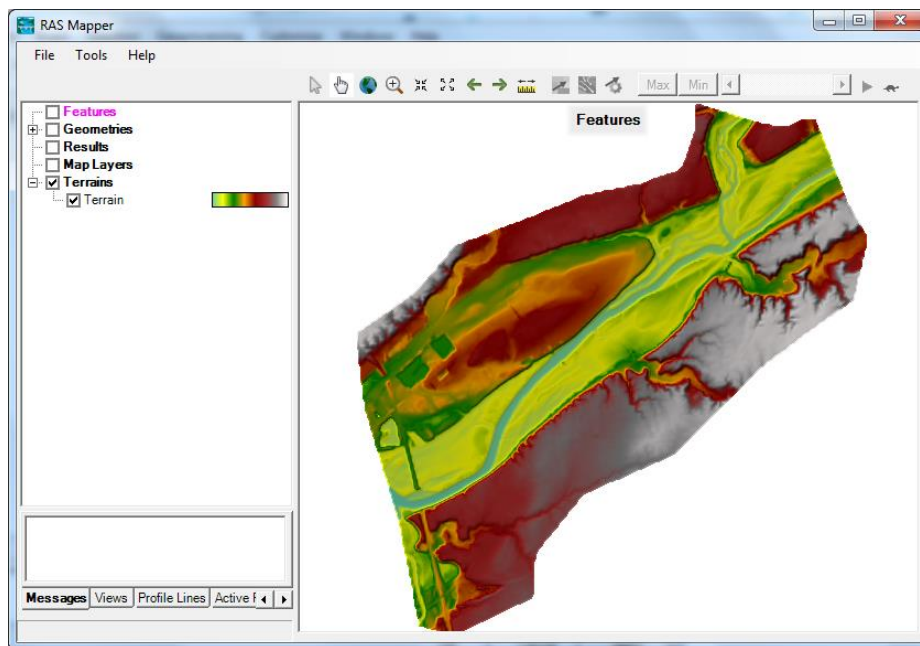 RAS Mapper
File Tools Help
Max Min
Features
Geometries
Results
Map Layers
Terrains
Terrain
Features
Messages Views Profile Lines Active